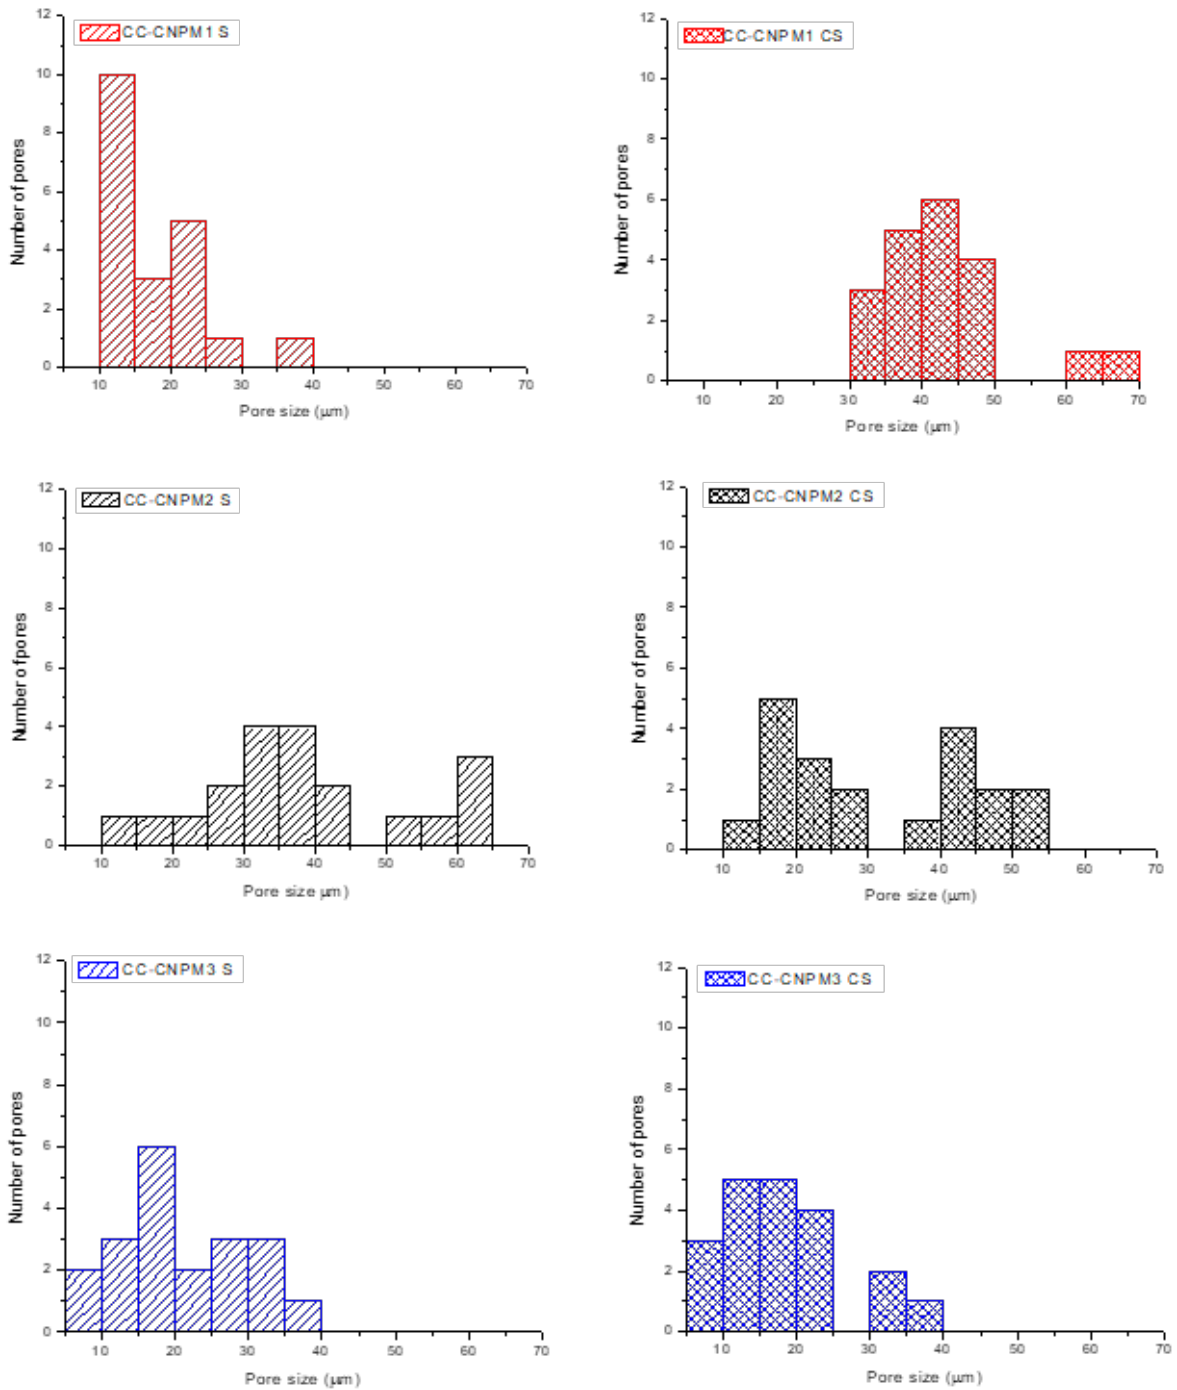 CC-CNPM1 S
12
10
8
6
4
2
0
Number of pores
10 20 30 40 50 60 70
Pore size (μm)
CC-CNPM1 CS
12
10
8
6
4
2
0
Number of pores
10 20 30 40 50 60 70
Pore size (μm)
CC-CNPM2 S
12
10
8
6
4
2
0
Number of pores
10 20 30 40 50 60 70
Pore size μm)
CC-CNPM2 CS
12
10
8
6
4
2
0
Number of pores
10 20 30 40 50 60 70
Pore size (μm)
CC-CNPM3 S
12
10
8
6
4
2
0
Number of pores
10 20 30 40 50 60 70
Pore size (μm)
CC-CNPM3 CS
12
10
8
6
4
2
0
Number of pores
10 20 30 40 50 60 70
Pore size (μm)